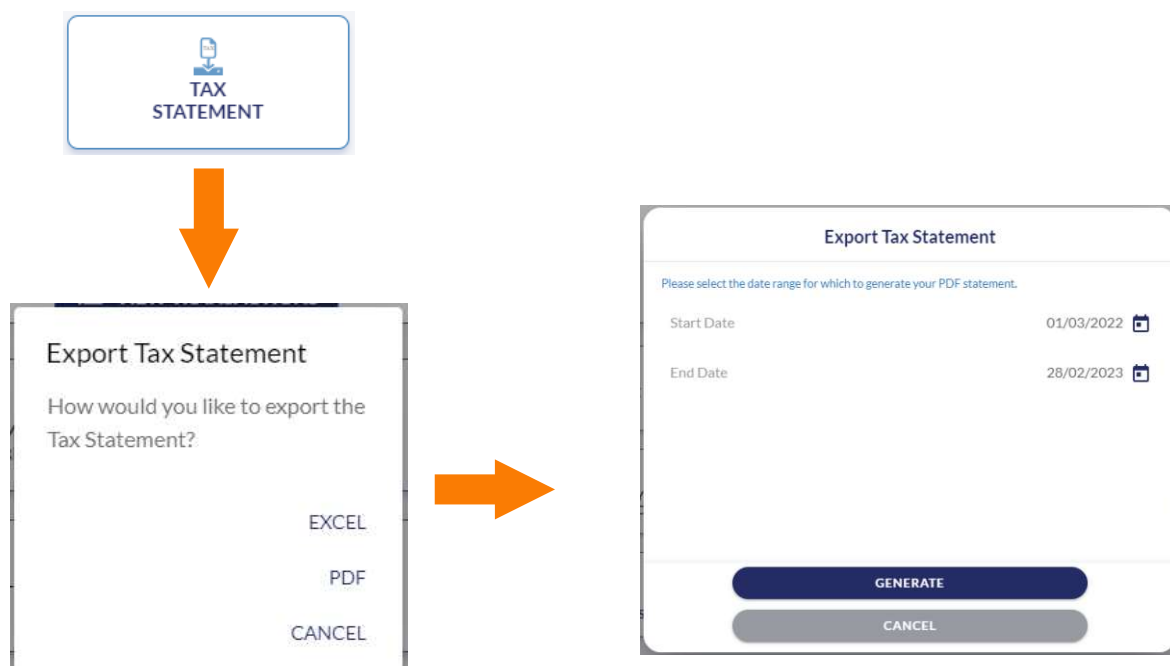 TAX
STATEMENT
Export Tax Statement
How would you like to export the
Tax Statement?
EXCEL
PDF
CANCEL
Export Tax Statement
Please select the date range for which to generate your PDF statement.
Start Date 01/03/2022
End Date 28/02/2023
GENERATE
CANCEL